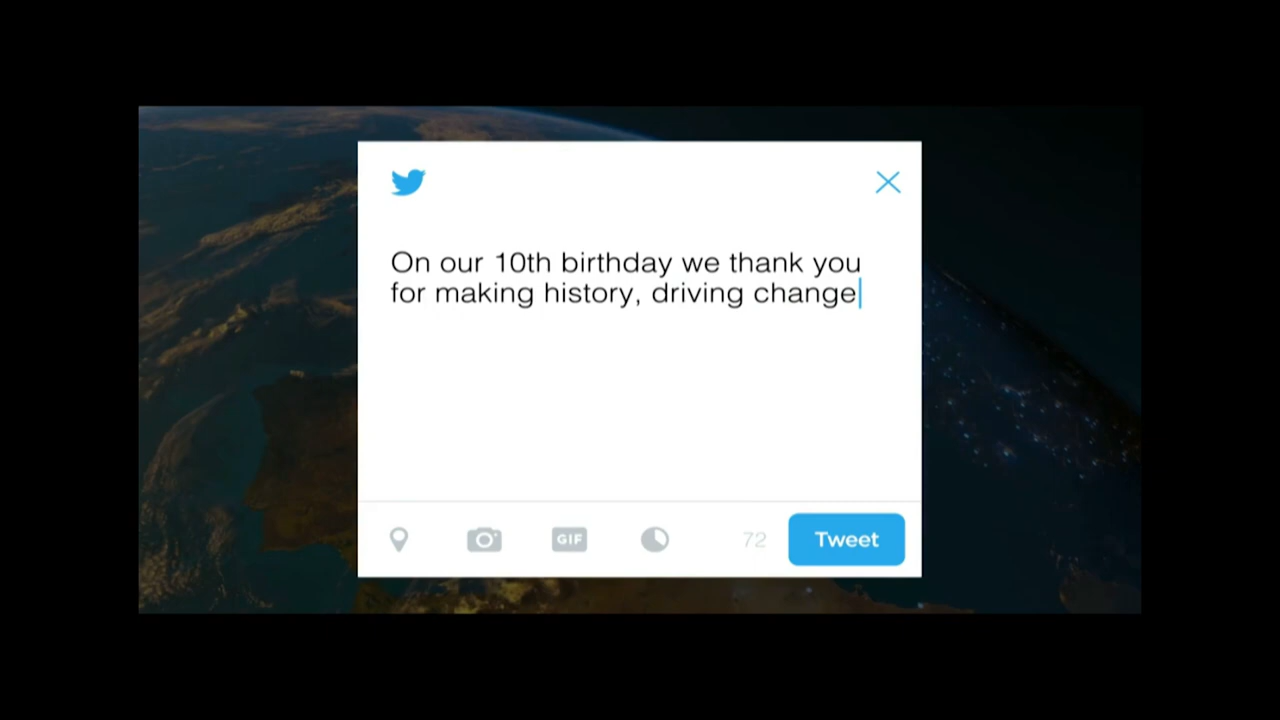 On our 10th birthday we thank you
for making history, driving change
GIF
72
Tweet